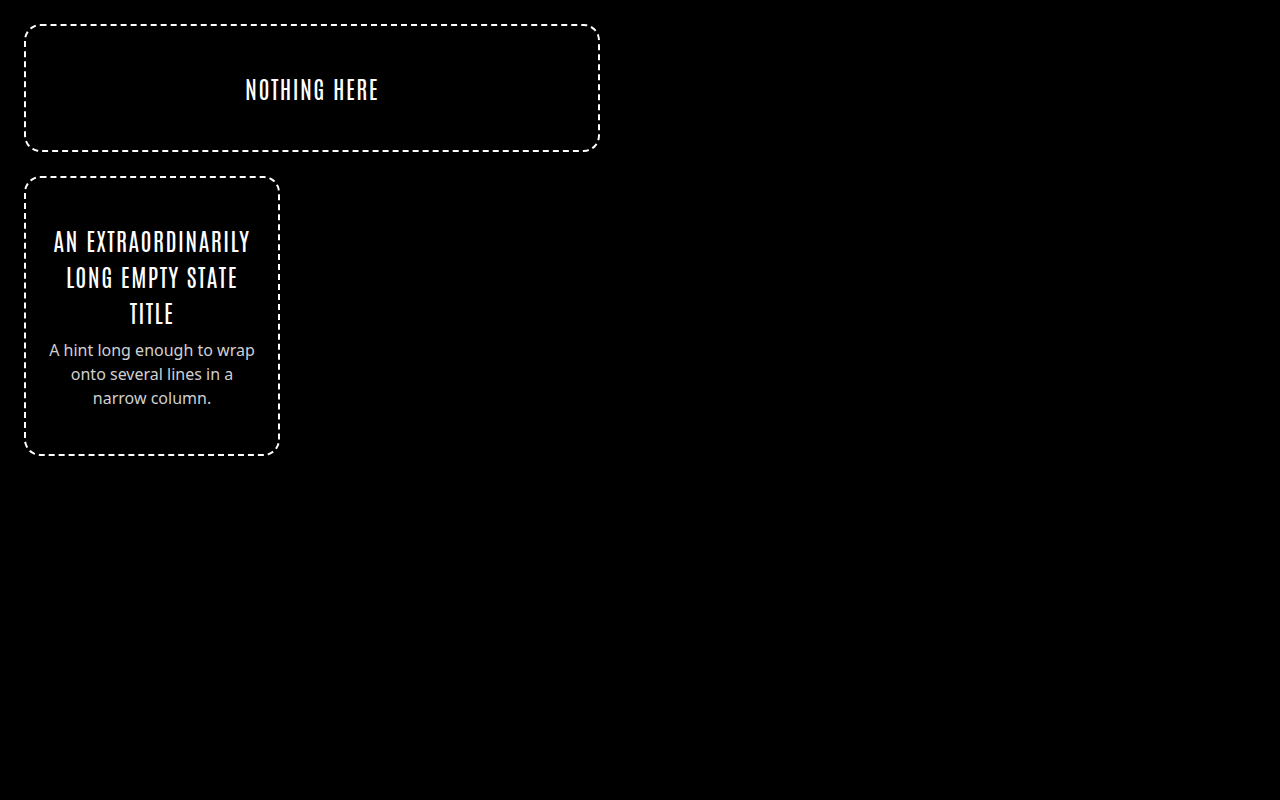 NOTHING HERE
AN EXTRAORDINARILY
LONG EMPTY STATE
TITLE
A hint long enough to wrap
onto several lines in a
narrow column.